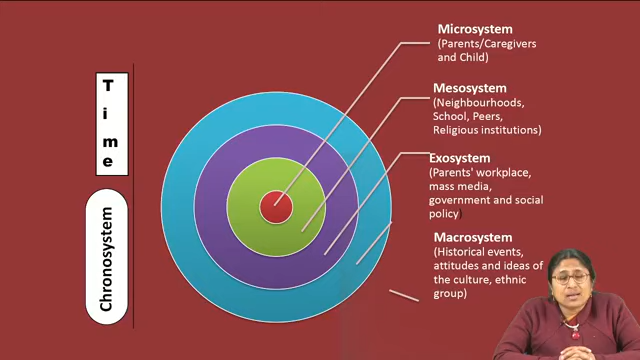 Microsystem
(Parents/Caregivers
and Child)
Mesosystem
(Neighbourhoods,
School, Peers,
Religious institutions)
Exosystem
(Parents' workplace,
mass media,
government and social
policy)
Macrosystem
(Historical events,
attitudes and ideas of
the culture, ethnic
group)
Time
Chronosystem